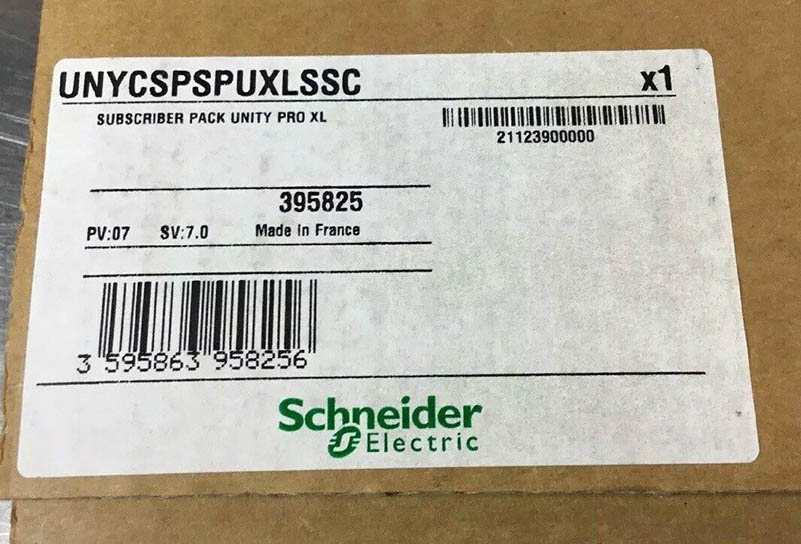 UNYCSPSPUXLSSC x1
SUBSCRIBER PACK UNITY PRO XL
21123900000
395825
PV:07 SV:7.0 Made in France
3 595863 958256
Schneider
Electric